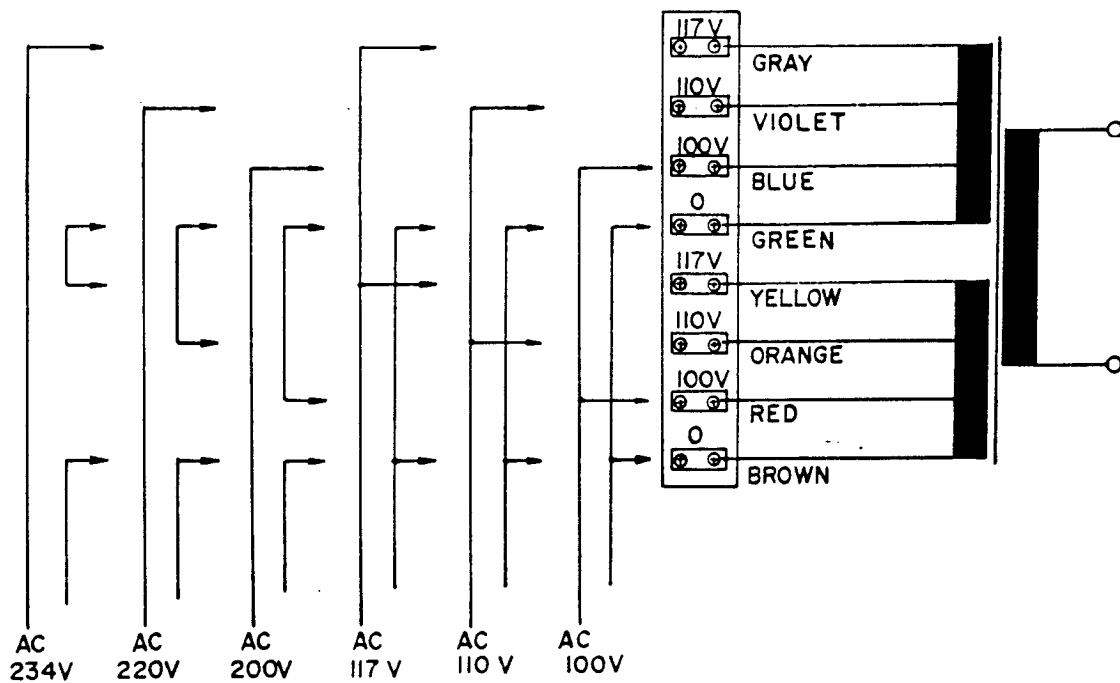 117V
GRAY
110V
VIOLET
100V
BLUE
0
GREEN
117V
YELLOW
110V
ORANGE
100V
RED
0
BROWN
AC
234V
AC
220V
AC
200V
AC
117 V
AC
110 V
AC
100V